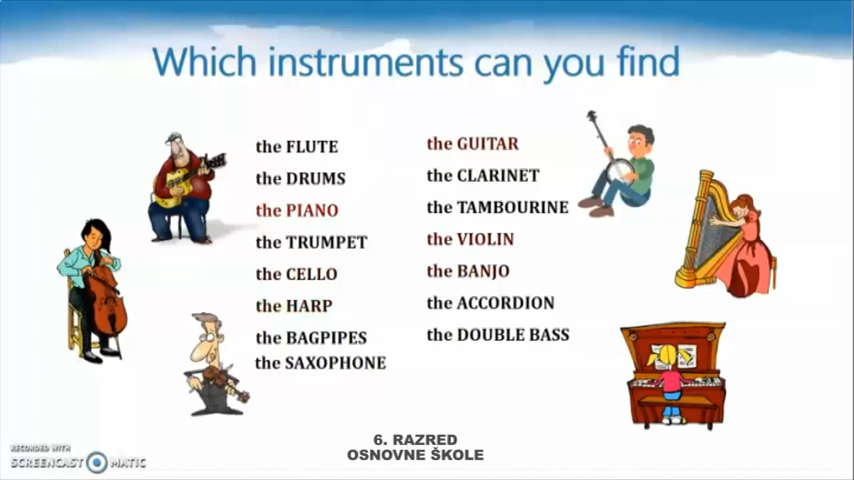 Which instruments can you find
the FLUTE
the DRUMS
the PIANO
the TRUMPET
the CELLO
the HARP
the BAGPIPES
the SAXOPHONE
the GUITAR
the CLARINET
the TAMBOURINE
the VIOLIN
the BANJO
the ACCORDION
the DOUBLE BASS
6. RAZRED
OSNOVNE ŠKOLE
RECORDED WITH
SCREENCAST MATIC